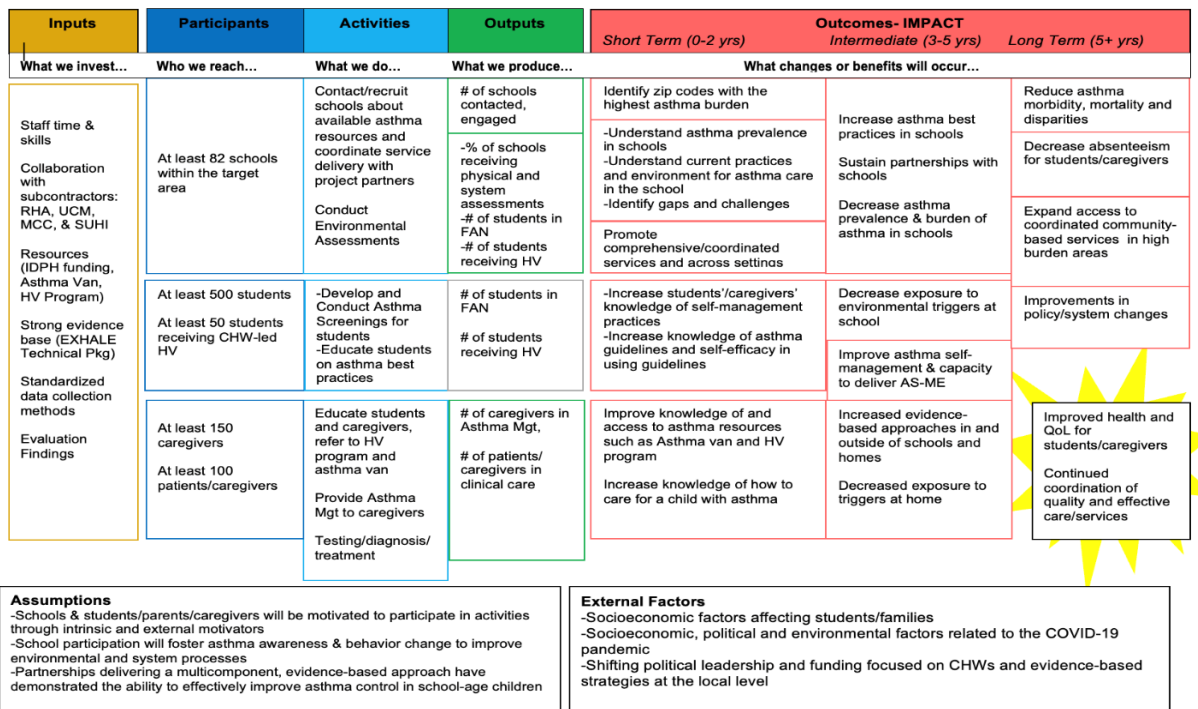 Inputs
Participants
Activities
Outputs
Outcomes- IMPACT
Short Term (0-2 yrs)
Intermediate (3-5 yrs)
Long Term (5+ yrs)
What we invest…
Who we reach…
What we do…
What we produce…
What changes or benefits will occur…
Staff time &
skills
Collaboration
with
subcontractors:
RHA, UCM,
MCC, & SUHI
Resources
(IDPH funding,
Asthma Van,
HV Program)
Strong evidence
base (EXHALE
Technical Pkg)
Standardized
data collection
methods
Evaluation
Findings
At least 82 schools
within the target
area
Contact/recruit
schools about
available asthma
resources and
coordinate service
delivery with
project partners
Conduct
Environmental
Assessments
# of schools
contacted,
engaged
-% of schools
receiving
physical and
system
assessments
-# of students in
FAN
-# of students
receiving HV
Identify zip codes with the
highest asthma burden
-Understand asthma prevalence
in schools
-Understand current practices
and environment for asthma care
in the school
-Identify gaps and challenges
Promote
comprehensive/coordinated
services and across settings
Increase asthma best
practices in schools
Sustain partnerships with
schools
Decrease asthma
prevalence & burden of
asthma in schools
Reduce asthma
morbidity, mortality and
disparities
Decrease absenteeism
for students/caregivers
Expand access to
coordinated community-
based services in high
burden areas
Improvements in
policy/system changes
At least 500 students
At least 50 students
receiving CHW-led
HV
-Develop and
Conduct Asthma
Screenings for
students
-Educate students
on asthma best
practices
# of students in
FAN
# of students
receiving HV
-Increase students'/caregivers'
knowledge of self-management
practices
-Increase knowledge of asthma
guidelines and self-efficacy in
using guidelines
Decrease exposure to
environmental triggers at
school
Improve asthma self-
management & capacity
to deliver AS-ME
At least 150
caregivers
At least 100
patients/caregivers
Educate students
and caregivers,
refer to HV
program and
asthma van
Provide Asthma
Mgt to caregivers
Testing/diagnosis/
treatment
# of caregivers in
Asthma Mgt,
# of patients/
caregivers in
clinical care
Improve knowledge of and
access to asthma resources
such as Asthma van and HV
program
Increase knowledge of how to
care for a child with asthma
Increased evidence-
based approaches in and
outside of schools and
homes
Decreased exposure to
triggers at home
Improved health and
QoL for
students/caregivers
Continued
coordination of
quality and effective
care/services
Assumptions
-Schools & students/parents/caregivers will be motivated to participate in activities
through intrinsic and external motivators
-School participation will foster asthma awareness & behavior change to improve
environmental and system processes
-Partnerships delivering a multicomponent, evidence-based approach have
demonstrated the ability to effectively improve asthma control in school-age children
External Factors
-Socioeconomic factors affecting students/families
-Socioeconomic, political and environmental factors related to the COVID-19
pandemic
-Shifting political leadership and funding focused on CHWs and evidence-based
strategies at the local level